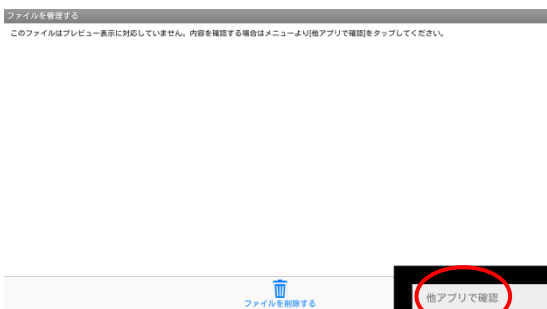 ファイルを管理する
このファイルはプレビュー表示に対応していません。内容を確認する場合はメニューより[他アプリで確認]をタップしてください。
ファイルを削除する
他アプリで確認